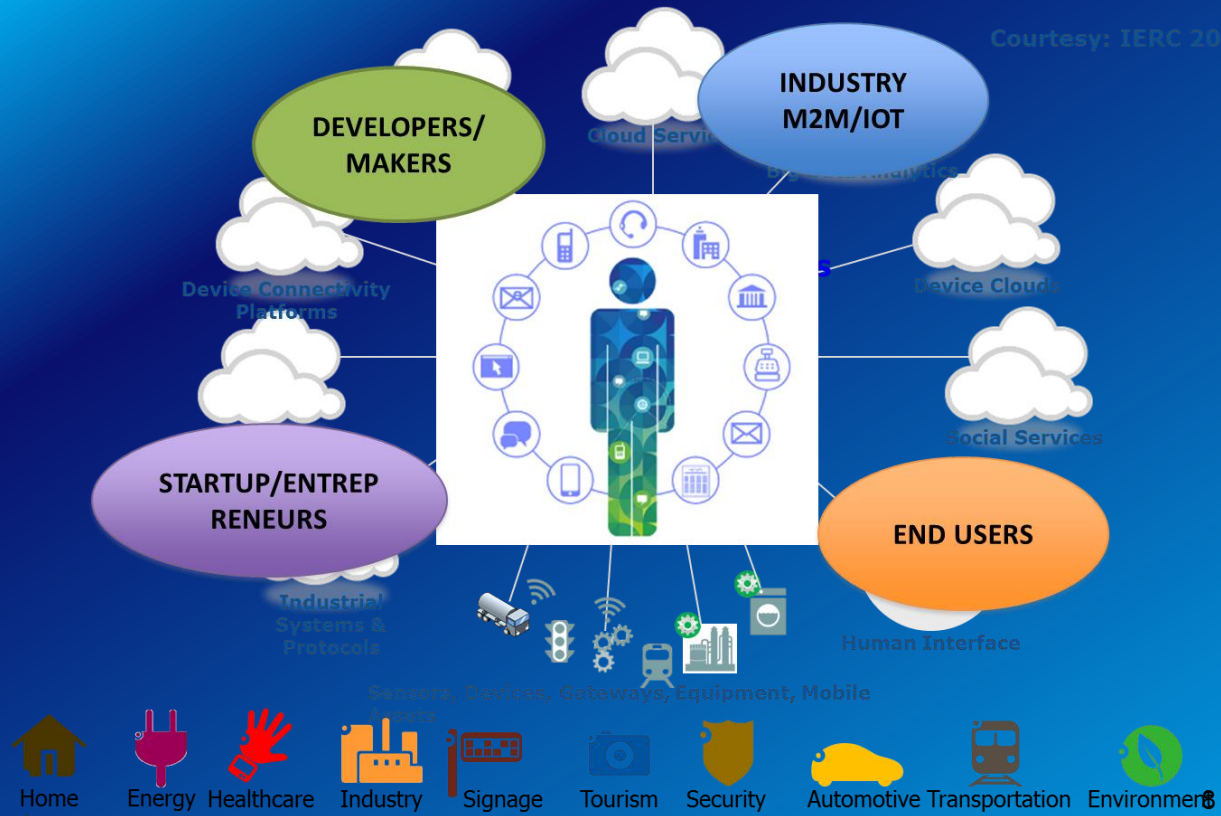 Courtesy: IERC 20
INDUSTRY
M2M/IOT
DEVELOPERS/
MAKERS
Cloud
Analytics
Device Connectivity
Platforms
Device Clouds
Social Services
STARTUP/ENTREP
RENEURS
END USERS
Industrial
Systems &
Protocols
Human Interface
Sensors, Devices, Gateways, Equipment, Mobile
Assets
Home
Energy
Healthcare
Industry
Signage
Tourism
Security
Automotive
Transportation
Environment